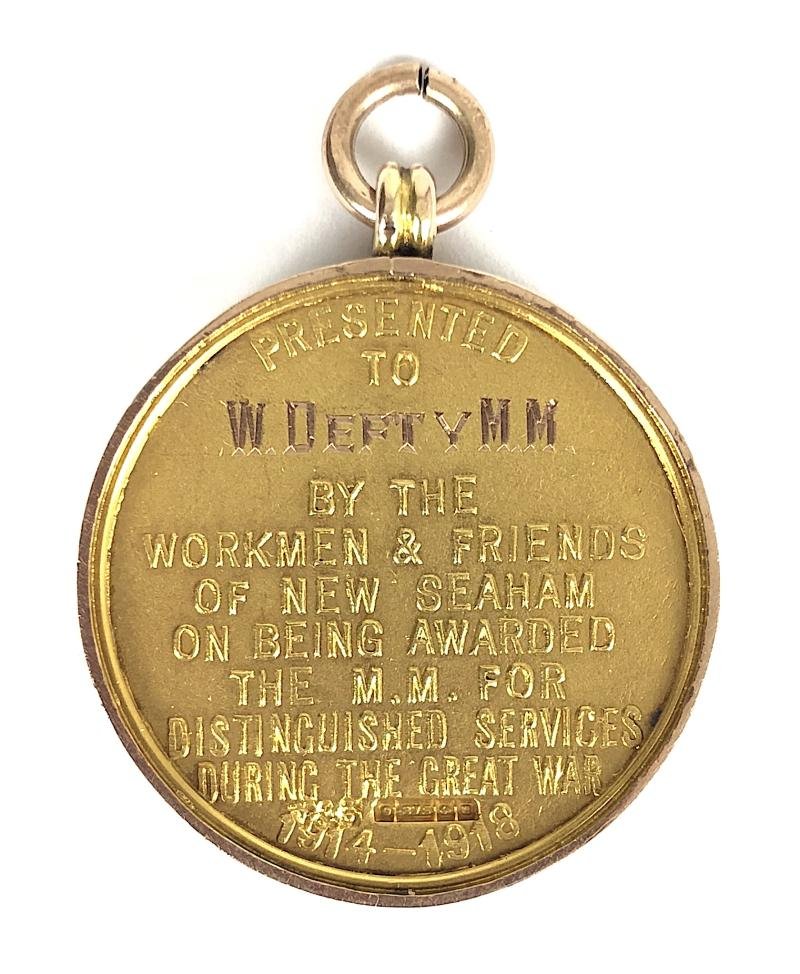 PRESENTED
TO
W. DEFTY M.M.
BY THE
WORKMEN & FRIENDS
OF NEW SEAHAM
ON BEING AWARDED
THE M.M. FOR
DISTINGUISHED SERVICES
DURING THE GREAT WAR
1914-1918